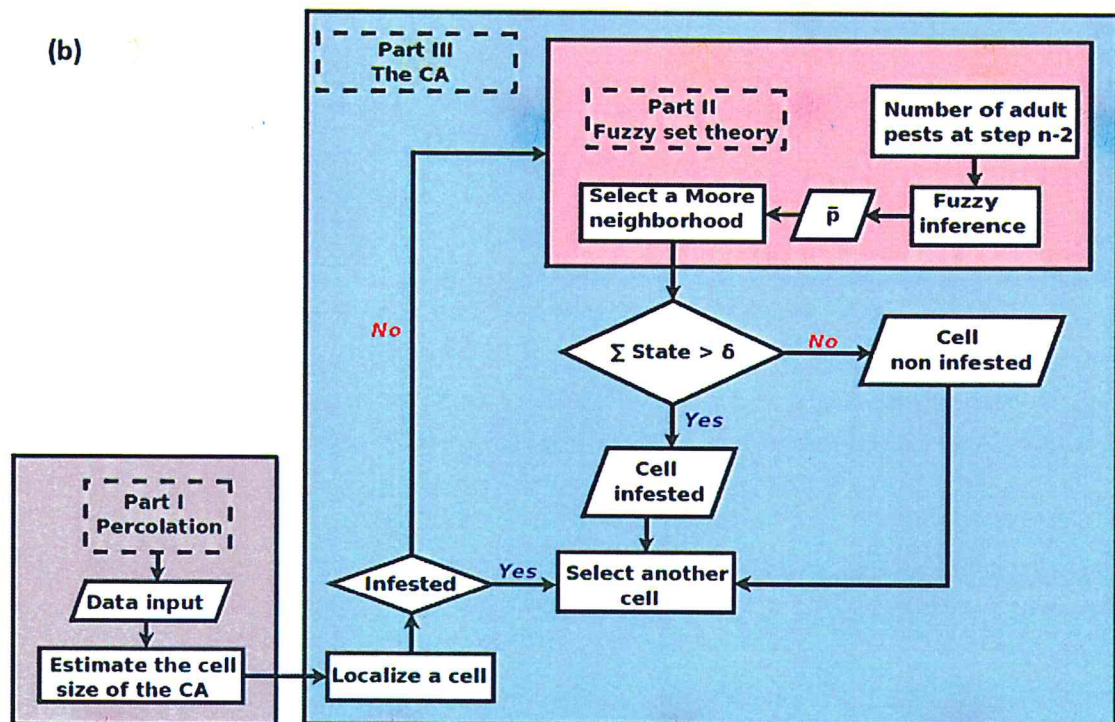 (b)
Part III
The CA
Part II
Fuzzy set theory
Number of adult
pests at step n-2
Select a Moore
neighborhood
p̄
Fuzzy
inference
No
∑ State > δ
No
Cell
non infested
Yes
Cell
infested
Part I
Percolation
Data input
Estimate the cell
size of the CA
Localize a cell
Infested
Yes
Select another
cell